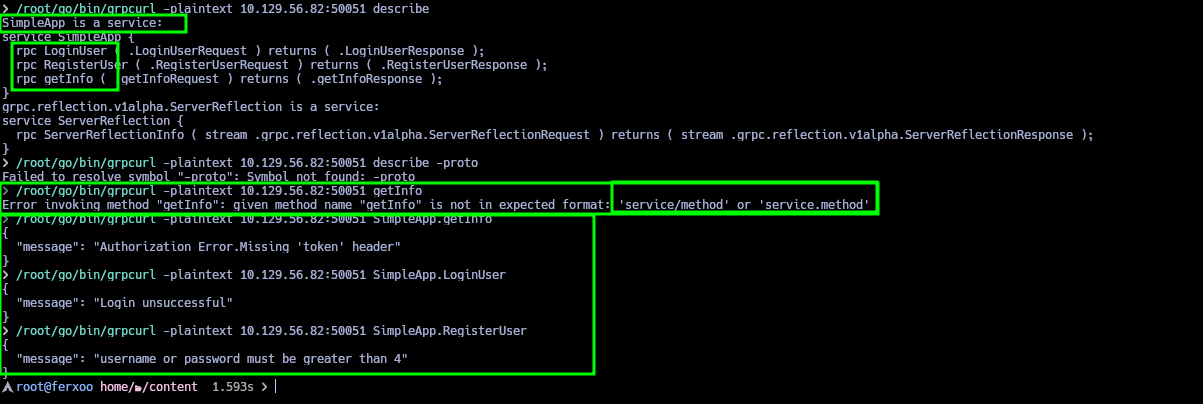 > /root/go/bin/grpcurl -plaintext 10.129.56.82:50051 describe
SimpleApp is a service:
service SimpleApp {
  rpc LoginUser ( .LoginUserRequest ) returns ( .LoginUserResponse );
  rpc RegisterUser ( .RegisterUserRequest ) returns ( .RegisterUserResponse );
  rpc getInfo ( .getInfoRequest ) returns ( .getInfoResponse );
}
grpc.reflection.v1alpha.ServerReflection is a service:
service ServerReflection {
  rpc ServerReflectionInfo ( stream .grpc.reflection.v1alpha.ServerReflectionRequest ) returns ( stream .grpc.reflection.v1alpha.ServerReflectionResponse );
}
> /root/go/bin/grpcurl -plaintext 10.129.56.82:50051 describe -proto
Failed to resolve symbol "-proto": Symbol not found: -proto
> /root/go/bin/grpcurl -plaintext 10.129.56.82:50051 getInfo
Error invoking method "getInfo": given method name "getInfo" is not in expected format: 'service/method' or 'service.method'
> /root/go/bin/grpcurl -plaintext 10.129.56.82:50051 SimpleApp.getInfo
{
  "message": "Authorization Error.Missing 'token' header"
}
> /root/go/bin/grpcurl -plaintext 10.129.56.82:50051 SimpleApp.LoginUser
{
  "message": "Login unsuccessful"
}
> /root/go/bin/grpcurl -plaintext 10.129.56.82:50051 SimpleApp.RegisterUser
{
  "message": "username or password must be greater than 4"
}
root@ferxoo home/ /content 1.593s >